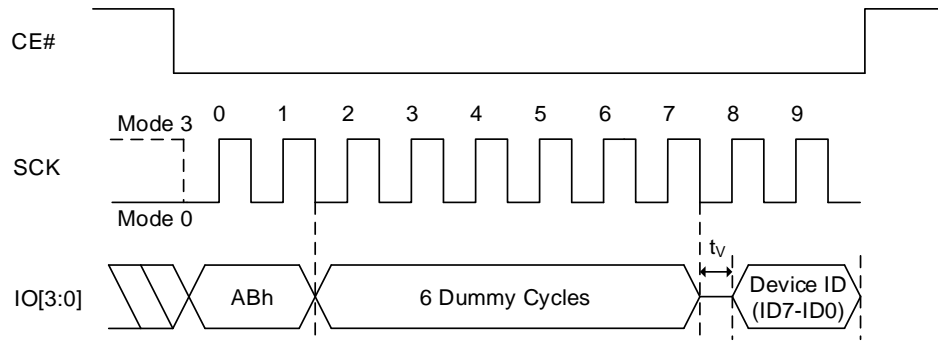 CE#
0 1 2 3 4 5 6 7 8 9
Mode 3
SCK
Mode 0
tV
IO[3:0]
ABh
6 Dummy Cycles
Device ID
(ID7-ID0)